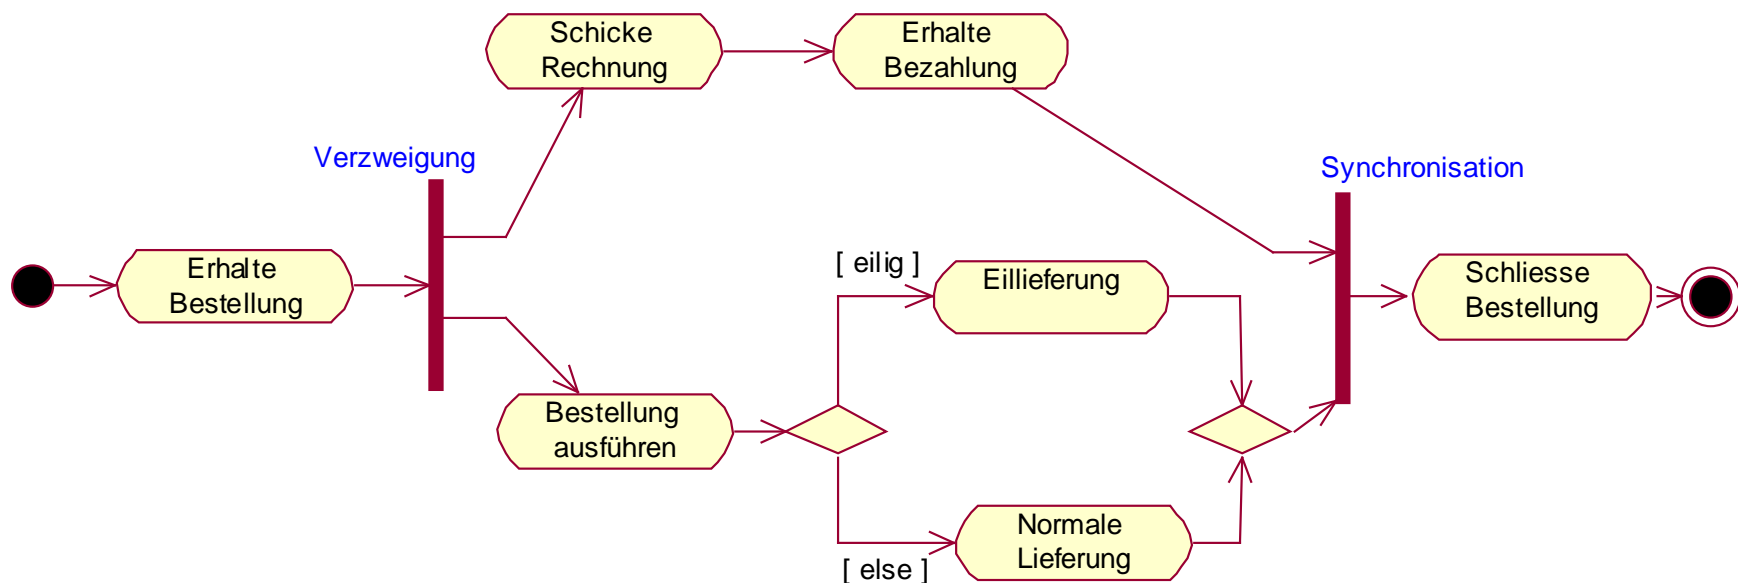 Schicke
Rechnung
Erhalte
Bezahlung
Verzweigung
Synchronisation
Erhalte
Bestellung
[ eilig ]
Eillieferung
Schliesse
Bestellung
Bestellung
ausführen
Normale
Lieferung
[ else ]